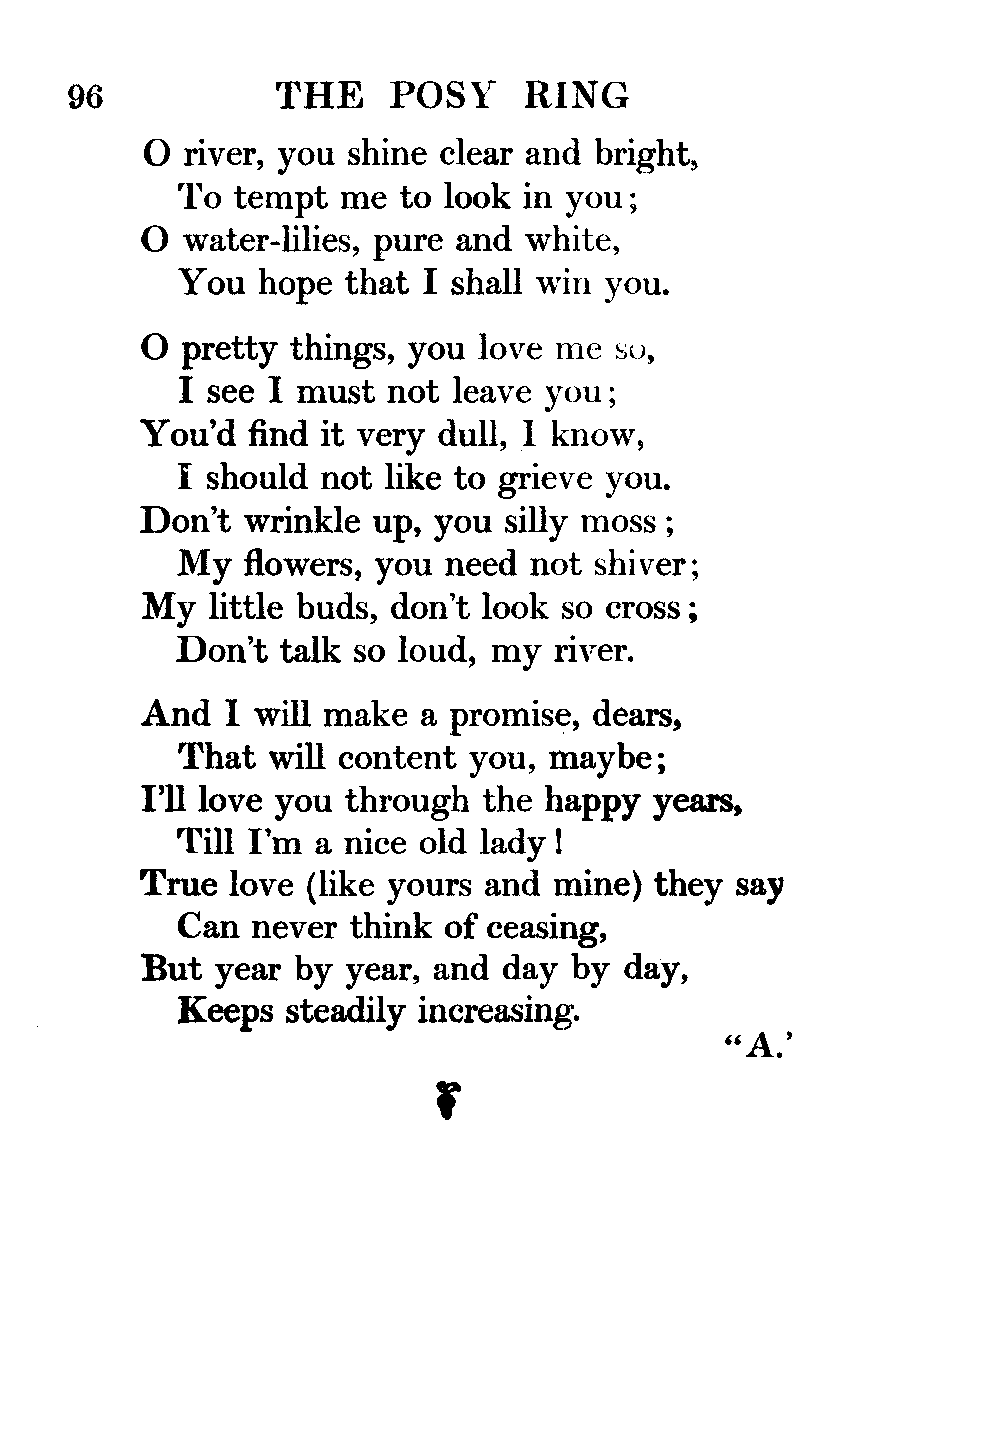 96 THE POSY RING
O river, you shine clear and bright,
To tempt me to look in you;
O water-lilies, pure and white,
You hope that I shall win you.
O pretty things, you love me so,
I see I must not leave you;
You'd find it very dull, I know,
I should not like to grieve you.
Don't wrinkle up, you silly moss;
My flowers, you need not shiver;
My little buds, don't look so cross;
Don't talk so loud, my river.
And I will make a promise, dears,
That will content you, maybe;
I'll love you through the happy years,
Till I'm a nice old lady!
True love (like yours and mine) they say
Can never think of ceasing,
But year by year, and day by day,
Keeps steadily increasing.
"A.'